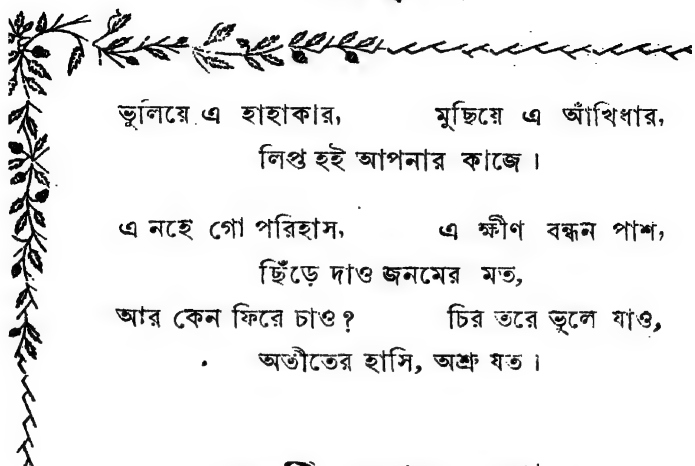 ভুলিয়ে এ হাহাকার, মুছিয়ে এ আঁখিধার,
লিপ্ত হই আপনার কাজে।
এ নহে গো পরিহাস, এ ক্ষীণ বন্ধন পাশ,
ছিঁড়ে দাও জনমের মত,
আর কেন ফিরে চাও? চির তরে ভুলে যাও,
অতীতের হাসি, অশ্রু যত।